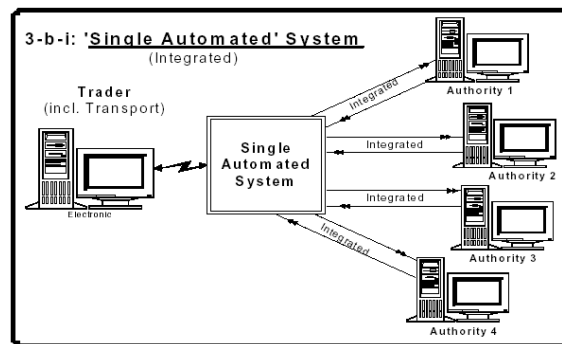 3-b-i: 'Single Automated' System
(Integrated)
Trader
(incl. Transport)
Electronic
Single
Automated
System
Integrated
Authority 1
Integrated
Authority 2
Integrated
Authority 3
Integrated
Authority 4